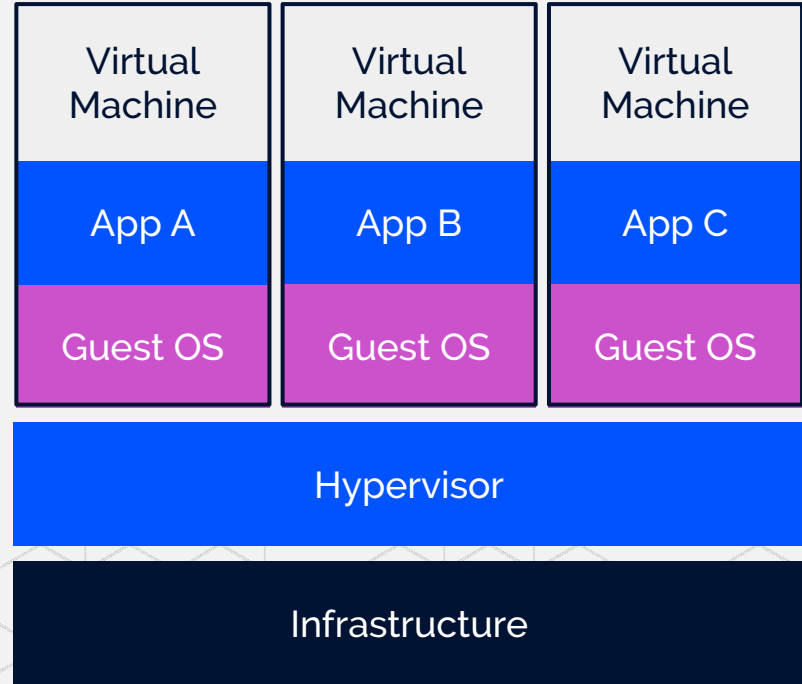 Virtual
Machine
Virtual
Machine
Virtual
Machine
App A
App B
App C
Guest OS
Guest OS
Guest OS
Hypervisor
Infrastructure